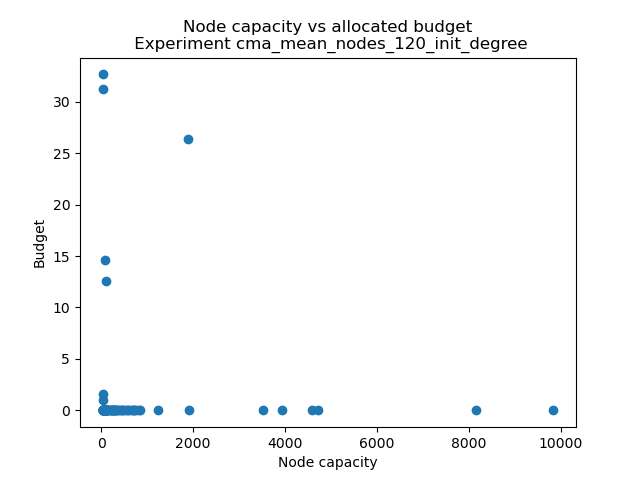 Node capacity vs allocated budget
Experiment cma_mean_nodes_120_init_degree
30
25
20
15
10
5
0
Budget
0 2000 4000 6000 8000 10000
Node capacity